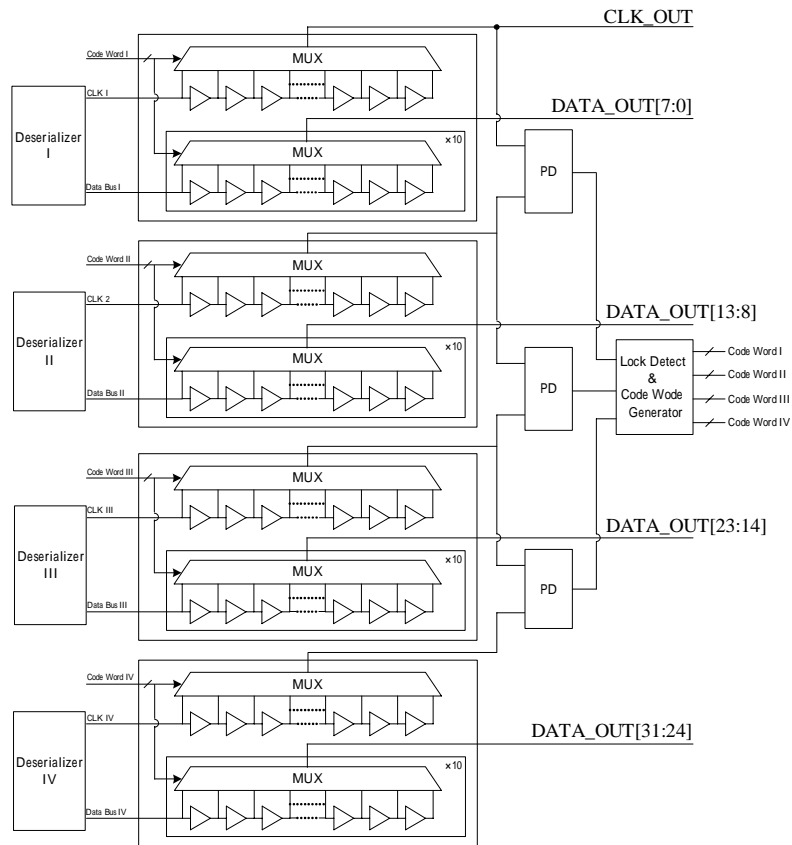 CLK_OUT
Code Word I
MUX
CLK I
DATA_OUT[7:0]
Deserializer
I
×10
MUX
PD
Data Bus I
Code Word II
MUX
CLK 2
DATA_OUT[13:8]
Deserializer
II
×10
MUX
PD
Data Bus II
Lock Detect
&
Code Wode
Generator
Code Word I
Code Word II
Code Word III
Code Word IV
Code Word III
MUX
CLK III
DATA_OUT[23:14]
Deserializer
III
×10
MUX
PD
Data Bus III
Code Word IV
MUX
CLK IV
DATA_OUT[31:24]
Deserializer
IV
×10
MUX
Data Bus IV